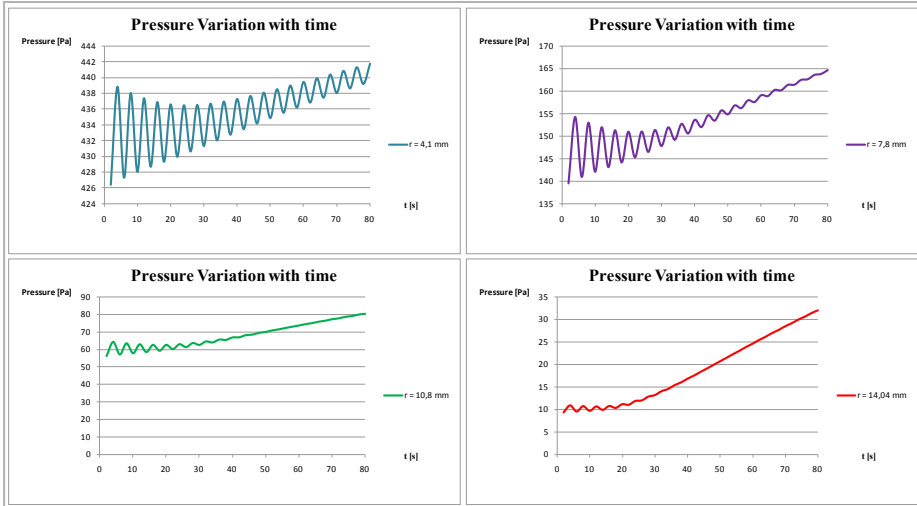 Pressure Variation with time
Pressure [Pa]
444
442
440
438
436
434
432
430
428
426
424
0 10 20 30 40 50 60 70 80
t [s]
r = 4,1 mm
Pressure Variation with time
Pressure [Pa]
170
165
160
155
150
145
140
135
0 10 20 30 40 50 60 70 80
t [s]
r = 7,8 mm
Pressure Variation with time
Pressure [Pa]
90
80
70
60
50
40
30
20
10
0
0 10 20 30 40 50 60 70 80
t [s]
r = 10,8 mm
Pressure Variation with time
Pressure [Pa]
35
30
25
20
15
10
5
0
0 10 20 30 40 50 60 70 80
t [s]
r = 14,04 mm